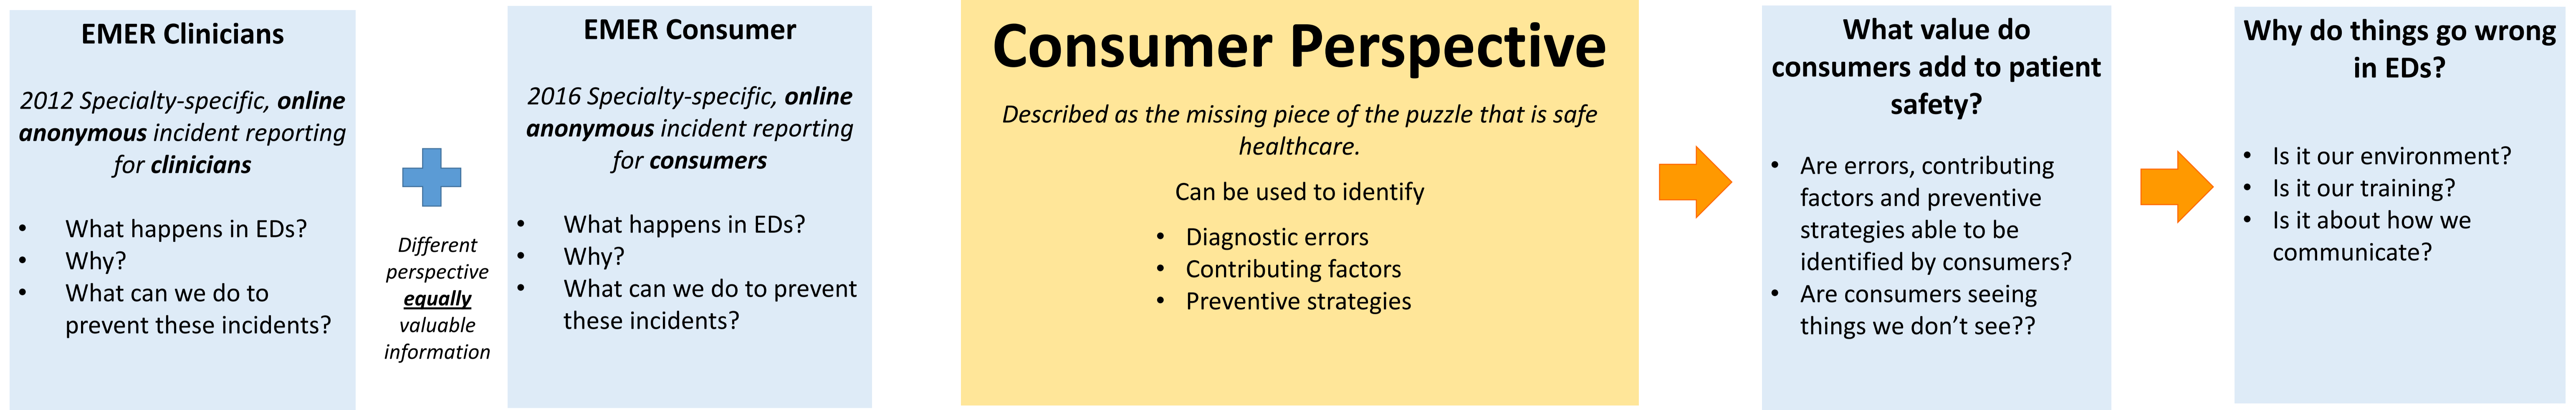 EMER Clinicians
2012 Specialty-specific, online
anonymous incident reporting
for clinicians
• What happens in EDs?
• Why?
• What can we do to
prevent these incidents?
Different
perspective
equally
valuable
information
EMER Consumer
2016 Specialty-specific, online
anonymous incident reporting
for consumers
• What happens in EDs?
• Why?
• What can we do to prevent
these incidents?
Consumer Perspective
Described as the missing piece of the puzzle that is safe
healthcare.
Can be used to identify
• Diagnostic errors
• Contributing factors
• Preventive strategies
What value do
consumers add to patient
safety?
• Are errors, contributing
factors and preventive
strategies able to be
identified by consumers?
• Are consumers seeing
things we don’t see??
Why do things go wrong
in EDs?
• Is it our environment?
• Is it our training?
• Is it about how we
communicate?